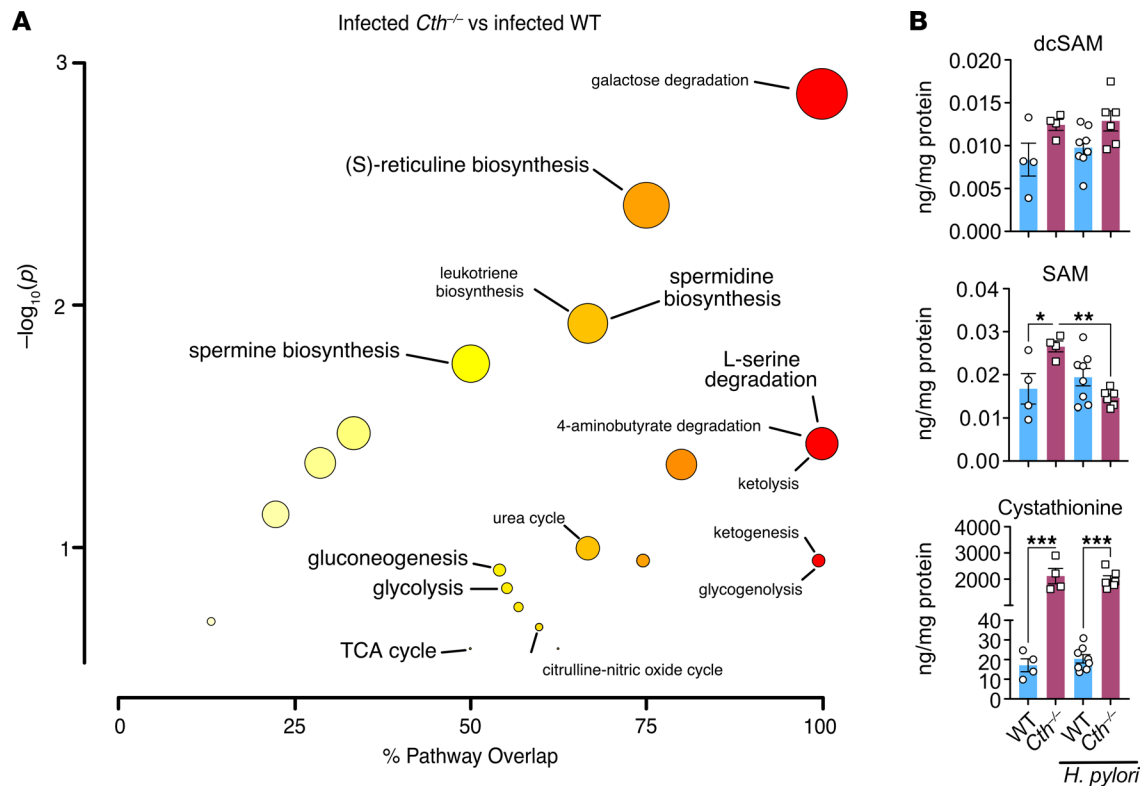 A
Infected Cth–/– vs infected WT
3
2
1
–log10(p)
galactose degradation
(S)-reticuline biosynthesis
leukotriene
biosynthesis
spermidine
biosynthesis
spermine biosynthesis
L-serine
degradation
4-aminobutyrate degradation
ketolysis
urea cycle
ketogenesis
gluconeogenesis
glycolysis
glycogenolysis
TCA cycle
citrulline-nitric oxide cycle
0
25
50
75
100
% Pathway Overlap
B
dcSAM
ng/mg protein
0.020
0.015
0.010
0.005
0.000
SAM
ng/mg protein
0.04
0.03
0.02
0.01
0.00
*
**
Cystathionine
ng/mg protein
4000
3000
2000
40
30
20
10
0
***
***
WT
Cth–/–
WT
Cth–/–
H. pylori